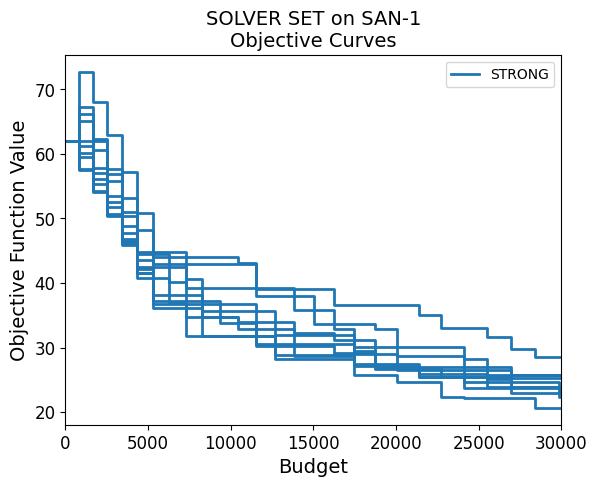 SOLVER SET on SAN-1
Objective Curves
STRONG
Objective Function Value
70
60
50
40
30
20
0 5000 10000 15000 20000 25000 30000
Budget